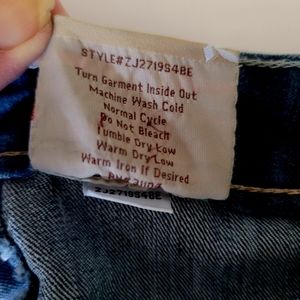 STYLE#ZJ2719S4BE
Turn Garment Inside Out
Machine Wash Cold
Normal Cycle
Do Not Bleach
Tumble Dry Low
Warm Dry Low
Warm Iron If Desired
ZJ2719S4BE